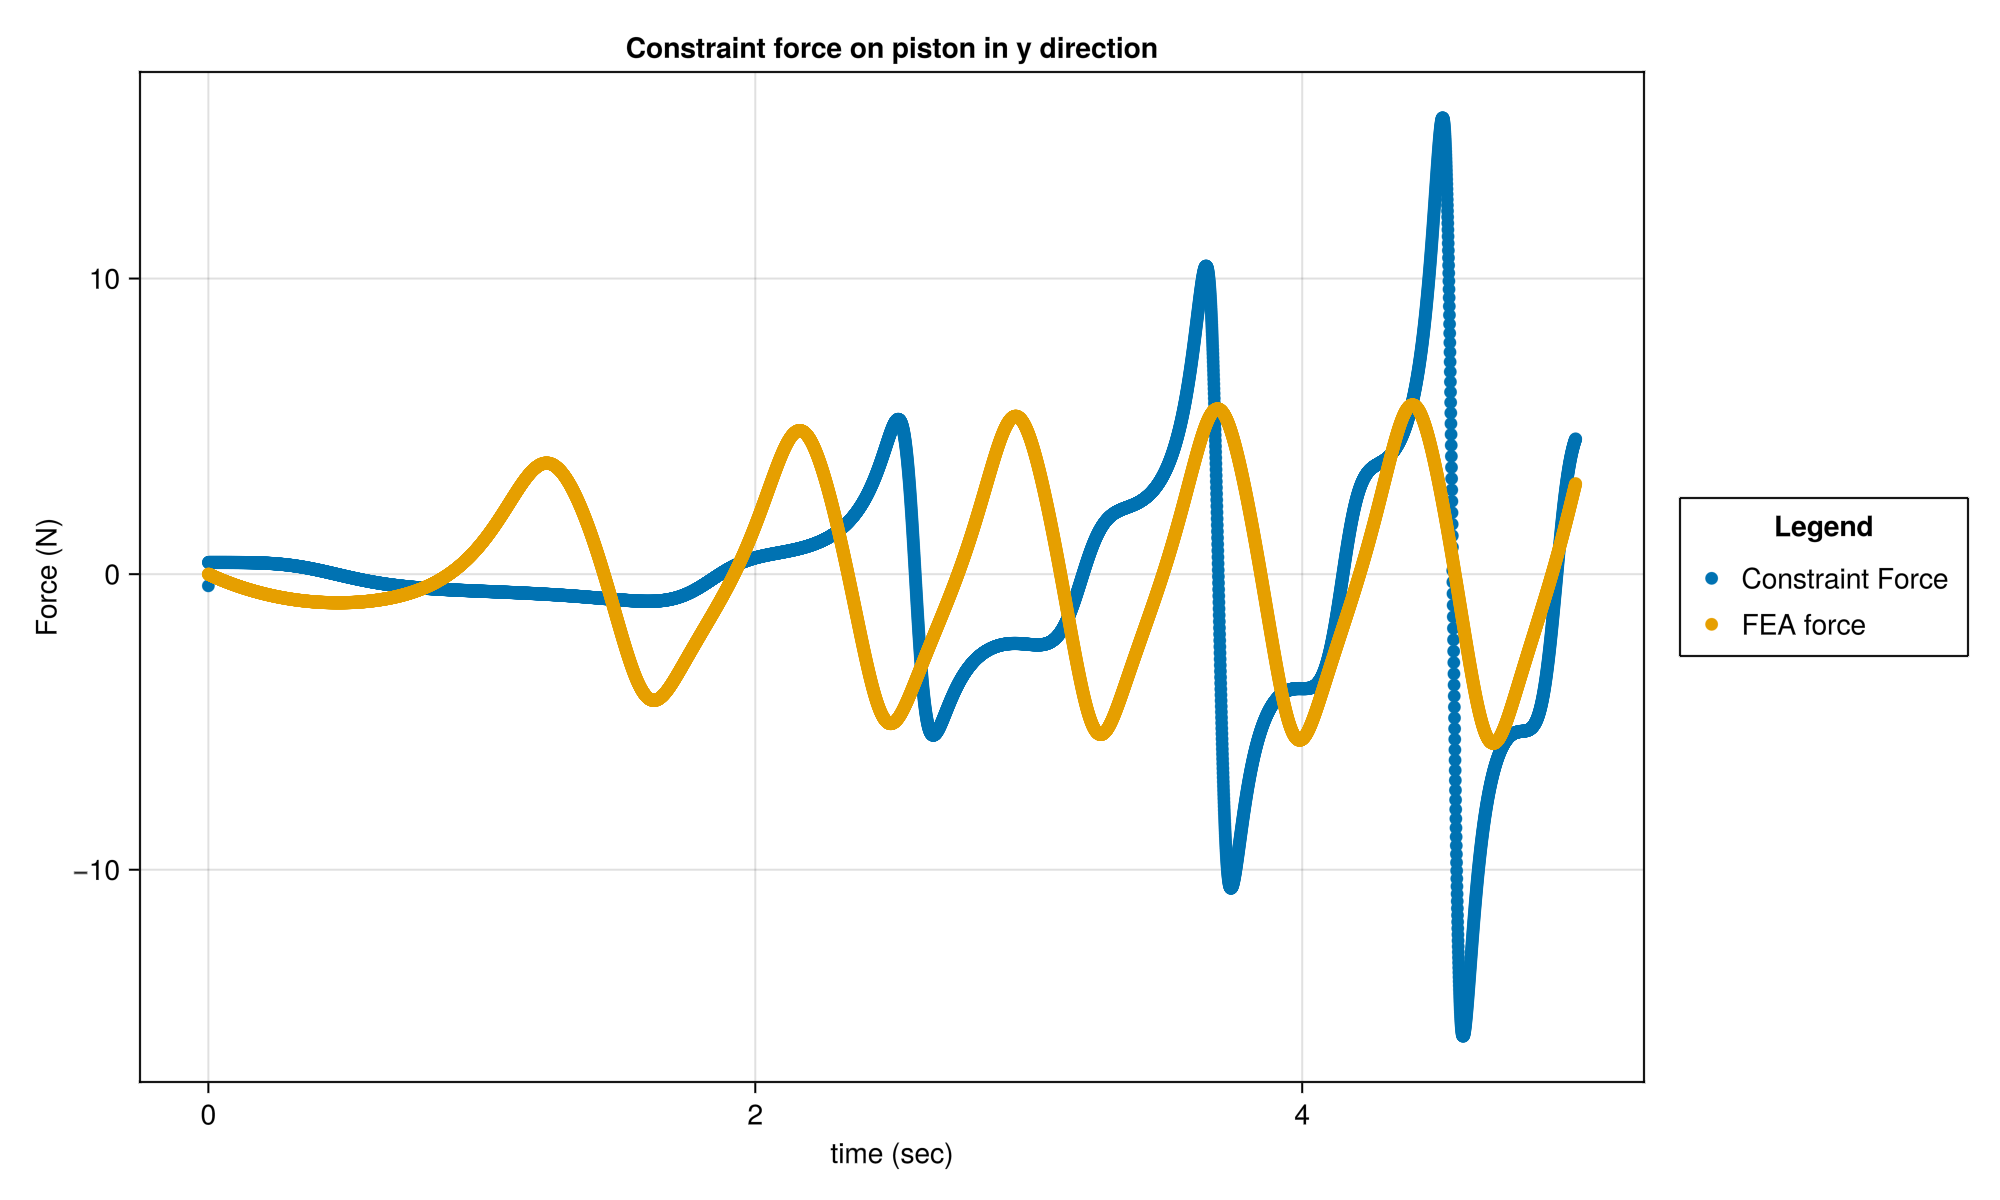 Constraint force on piston in y direction
Force (N)
10
0
−10
0
2
4
time (sec)
Legend
Constraint Force
FEA force